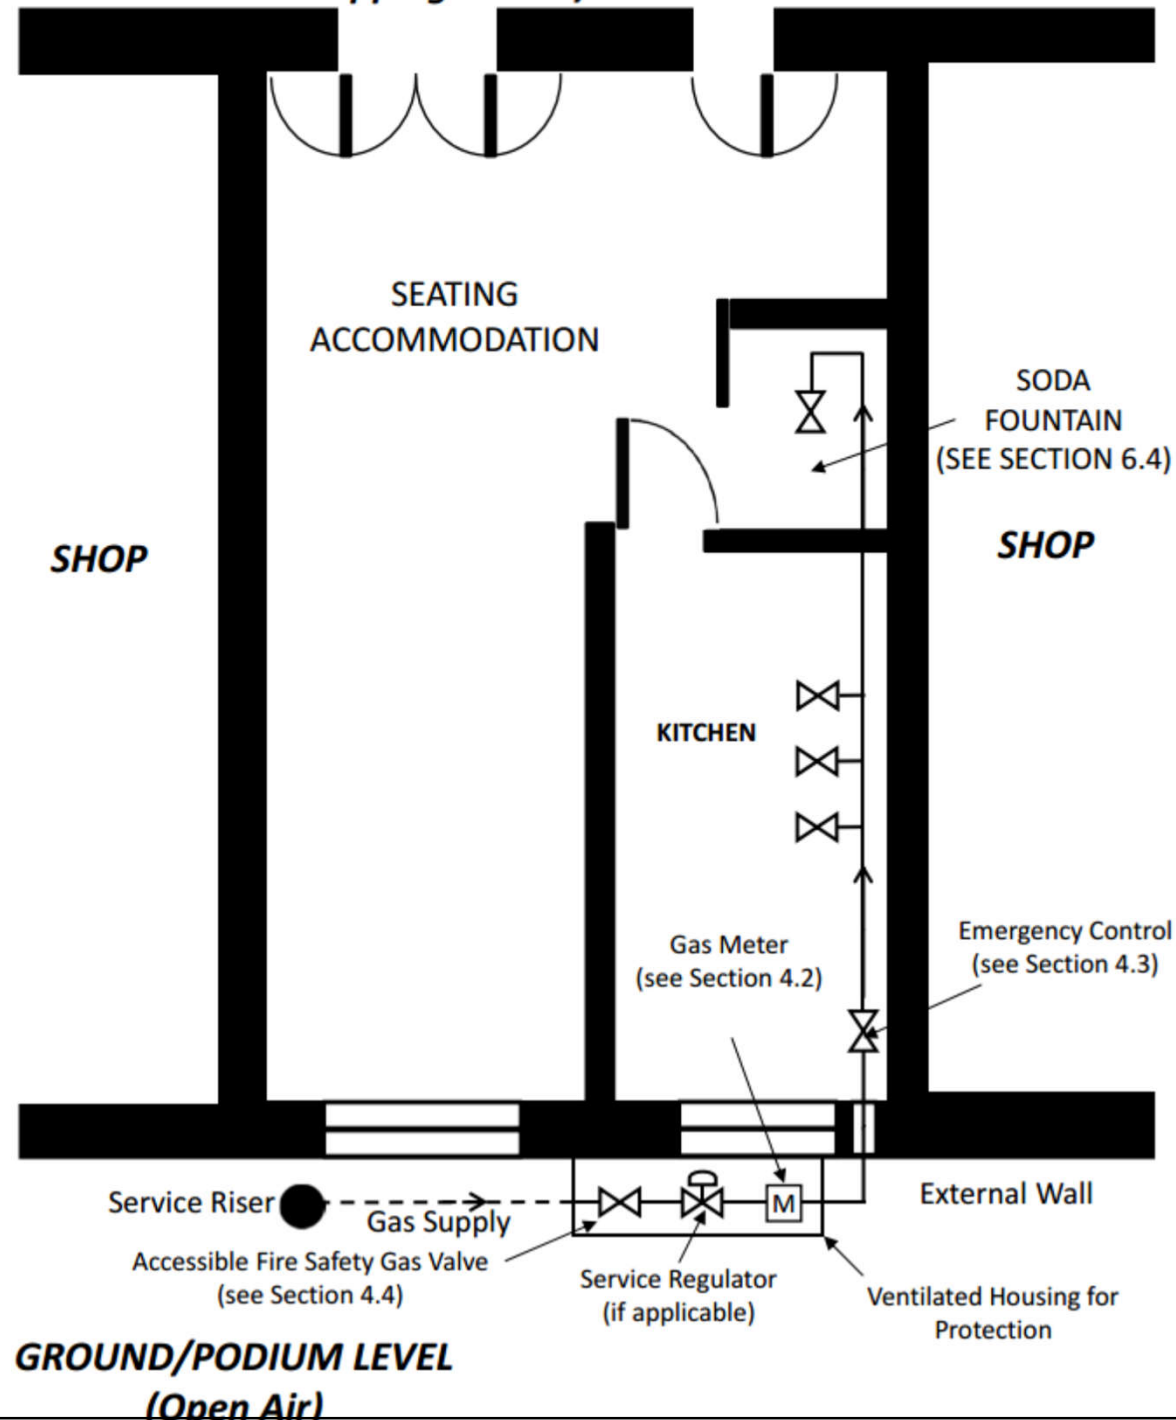 SEATING
ACCOMMODATION
SODA
FOUNTAIN
(SEE SECTION 6.4)
SHOP
SHOP
KITCHEN
Gas Meter
(see Section 4.2)
Emergency Control
(see Section 4.3)
Service Riser
Gas Supply
M
External Wall
Accessible Fire Safety Gas Valve
(see Section 4.4)
Service Regulator
(if applicable)
Ventilated Housing for
Protection
GROUND/PODIUM LEVEL
(Open Air)